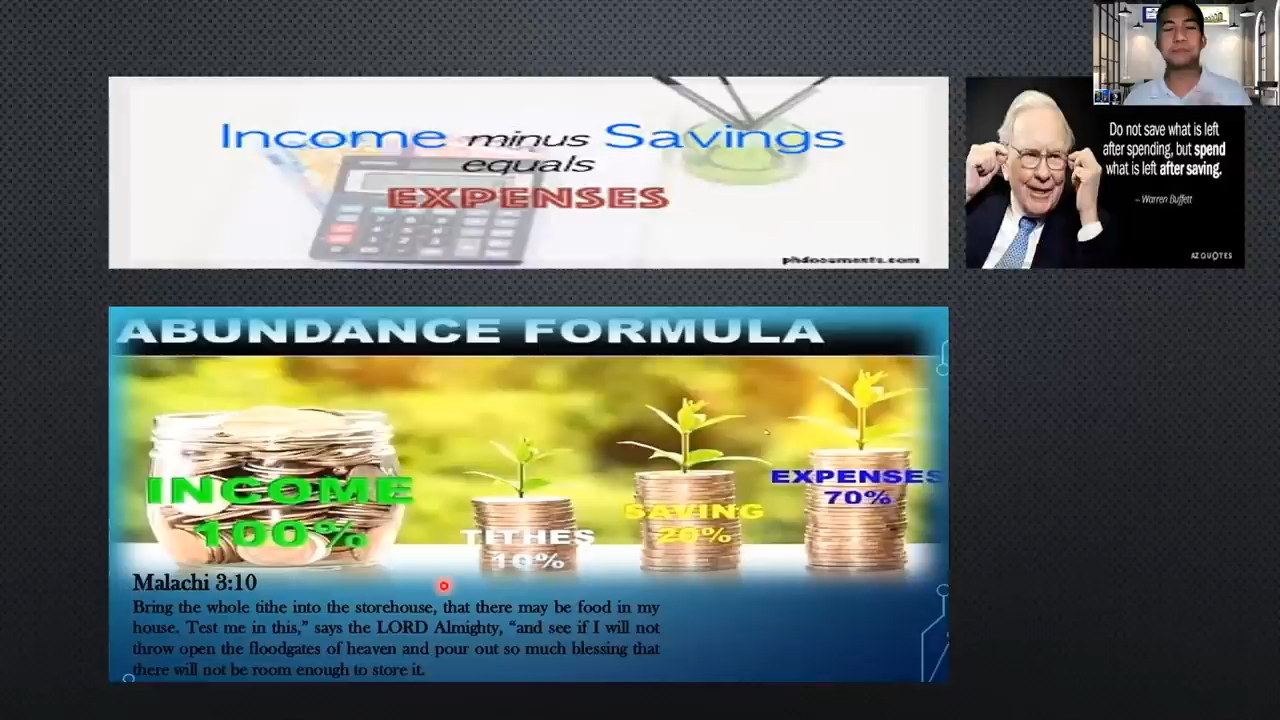 Income minus Savings
equals
EXPENSES
phdocuments.com
Do not save what is left
after spending, but spend
what is left after saving.
– Warren Buffett
AZ QUOTES
ABUNDANCE FORMULA
INCOME
100%
TITHES
10%
SAVING
20%
EXPENSES
70%
Malachi 3:10
Bring the whole tithe into the storehouse, that there may be food in my
house. Test me in this,” says the LORD Almighty, “and see if I will not
throw open the floodgates of heaven and pour out so much blessing that
there will not be room enough to store it.